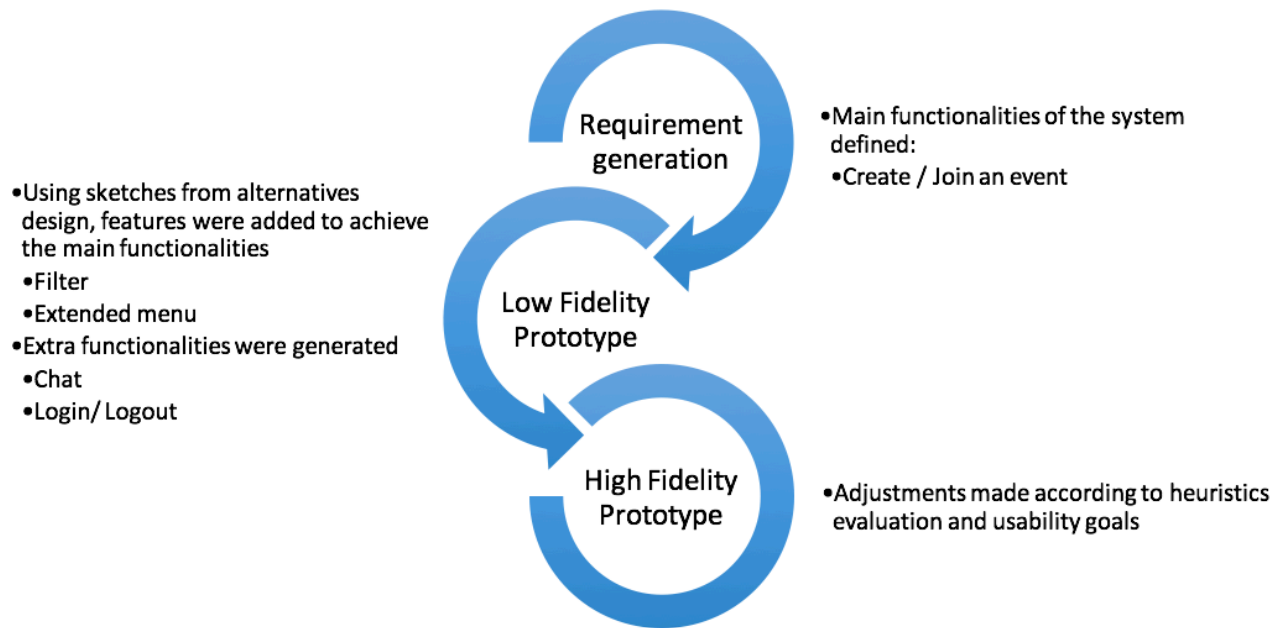 Requirement
generation
•Main functionalities of the system
defined:
•Create / Join an event
•Using sketches from alternatives
design, features were added to achieve
the main functionalities
•Filter
•Extended menu
•Extra functionalities were generated
•Chat
•Login/ Logout
Low Fidelity
Prototype
High Fidelity
Prototype
•Adjustments made according to heuristics
evaluation and usability goals